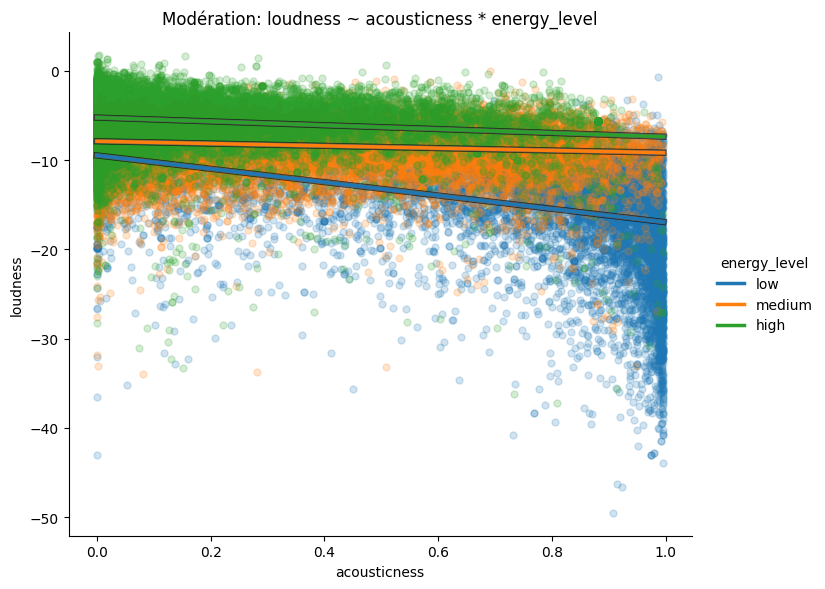 Modération: loudness ~ acousticness * energy_level
0
−10
−20
−30
−40
−50
loudness
0.0 0.2 0.4 0.6 0.8 1.0
acousticness
energy_level
low
medium
high